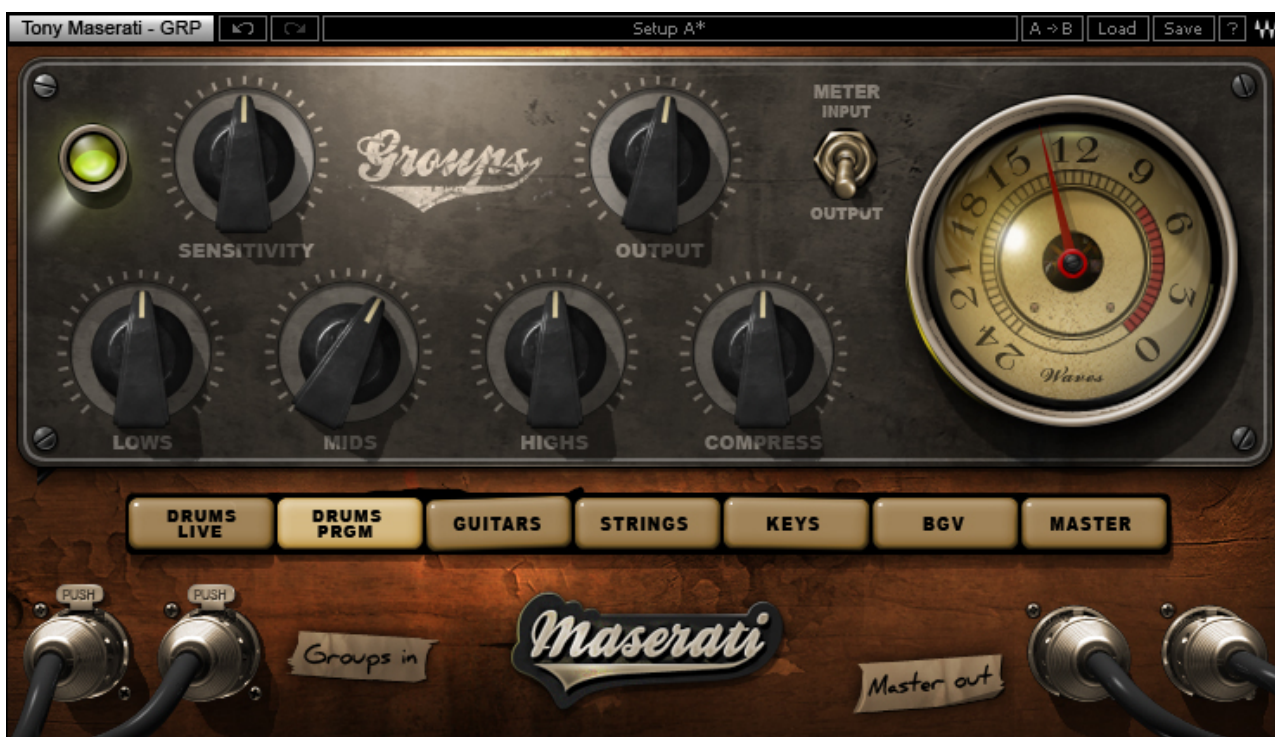 Tony Maserati - GRP
Setup A*
A->B
Load
Save
?
METER
INPUT
OUTPUT
SENSITIVITY
Groups
OUTPUT
LOWS
MIDS
HIGHS
COMPRESS
24 21 18 15 12 9 6 3 0
Waves
DRUMS
LIVE
DRUMS
PRGM
GUITARS
STRINGS
KEYS
BGV
MASTER
PUSH
PUSH
Groups in
Maserati
Master out